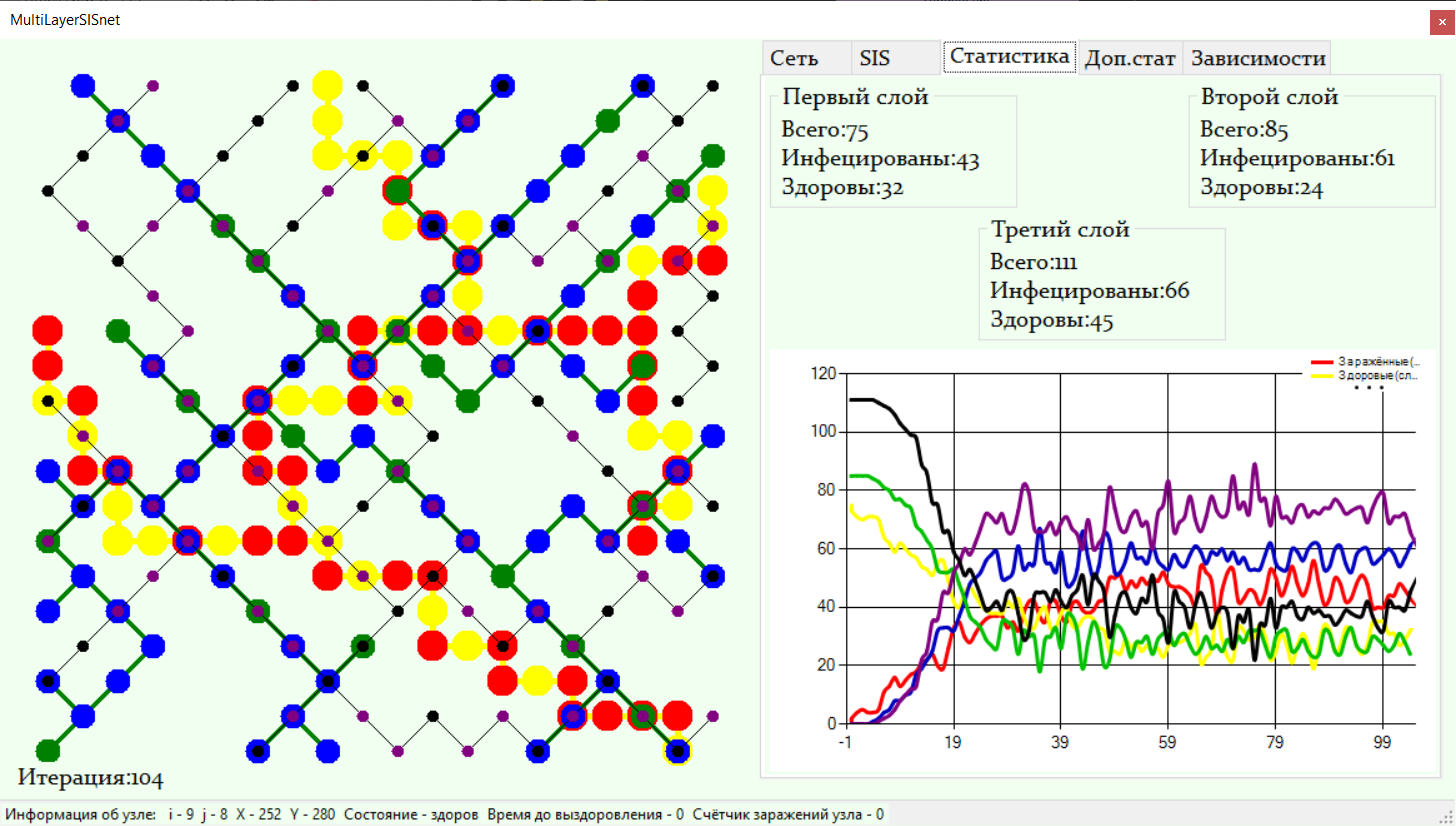 MultiLayerSISnet
Сеть SIS Статистика Доп.стат Зависимости
Первый слой
Всего:75
Инфецированы:43
Здоровы:32
Второй слой
Всего:85
Инфецированы:61
Здоровы:24
Третий слой
Всего:111
Инфецированы:66
Здоровы:45
Заражённые(...
Здоровые(сл...
120
100
80
60
40
20
0
-1 19 39 59 79 99
Итерация:104
Информация об узле: i - 9 j - 8 X - 252 Y - 280 Состояние - здоров Время до выздоровления - 0 Счётчик заражений узла - 0